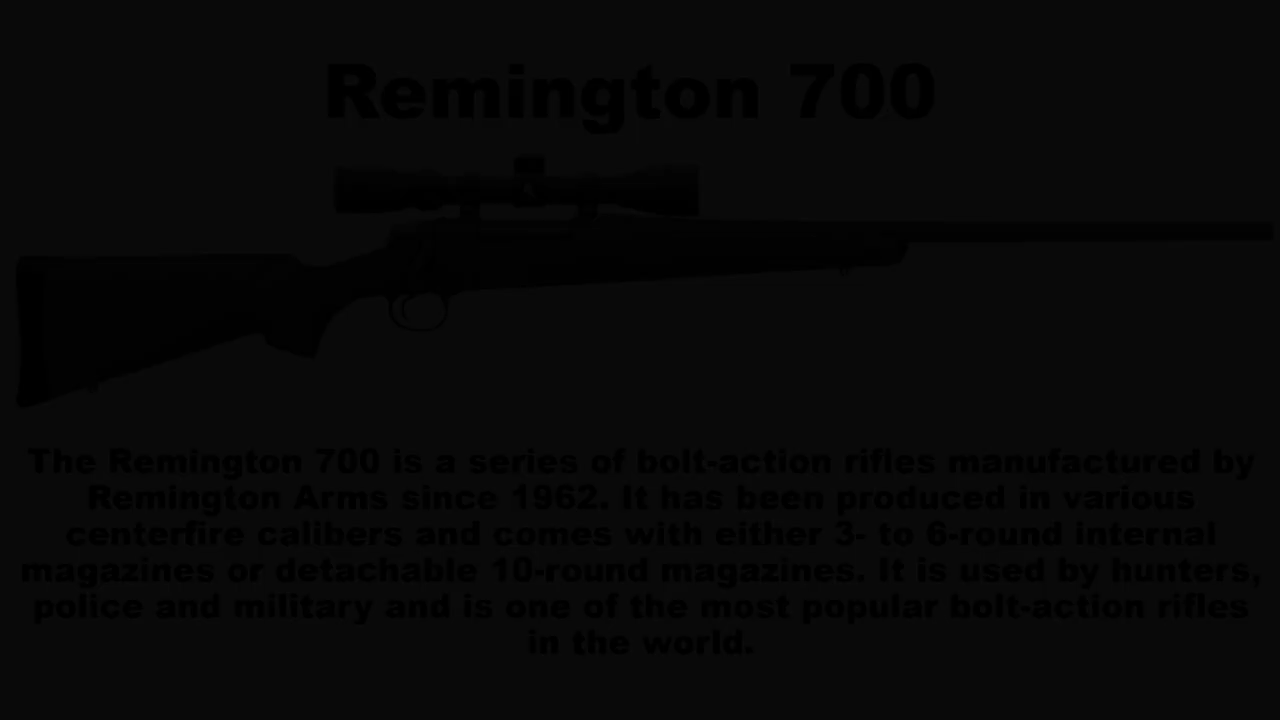 Remington 700
The Remington 700 is a series of bolt-action rifles manufactured by
Remington Arms since 1962. It has been produced in various
centerfire calibers and comes with either 3- to 6-round internal
magazines or detachable 10-round magazines. It is used by hunters,
police and military and is one of the most popular bolt-action rifles
in the world.